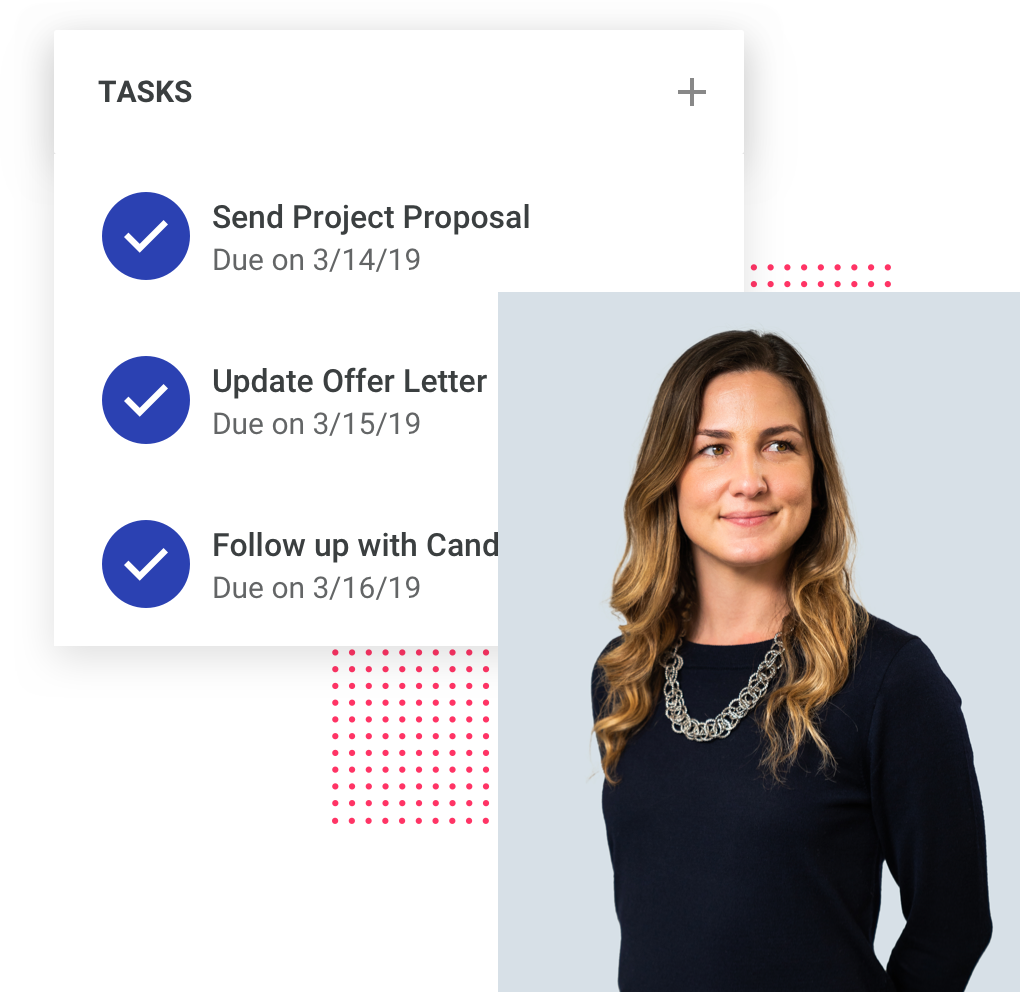 TASKS
Send Project Proposal
Due on 3/14/19
Update Offer Letter
Due on 3/15/19
Follow up with Cand
Due on 3/16/19